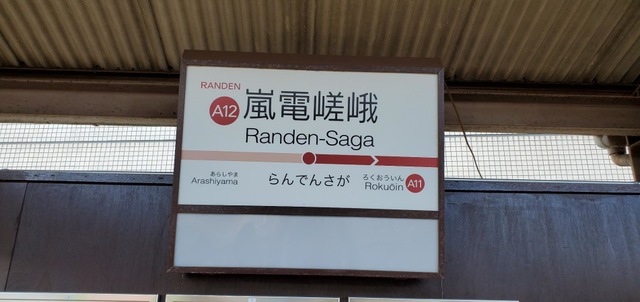 RANDEN
A12 嵐電嵯峨
Randen-Saga
あらしやま
Arashiyama
らんでんさが
ろくおういん
Rokuōin A11